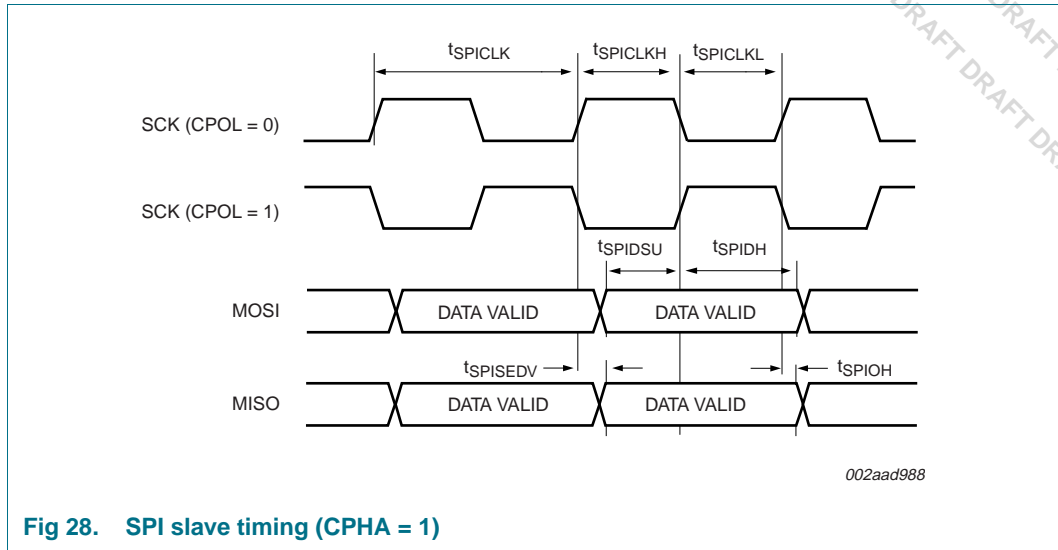 DRAFT DRAFT DR
DRAFT
tSPICLK tSPICLKH tSPICLKL
SCK (CPOL = 0)
SCK (CPOL = 1)
tSPIDSU tSPIDH
MOSI DATA VALID DATA VALID
tSPISEDV tSPIOH
MISO DATA VALID DATA VALID
002aad988
Fig 28. SPI slave timing (CPHA = 1)